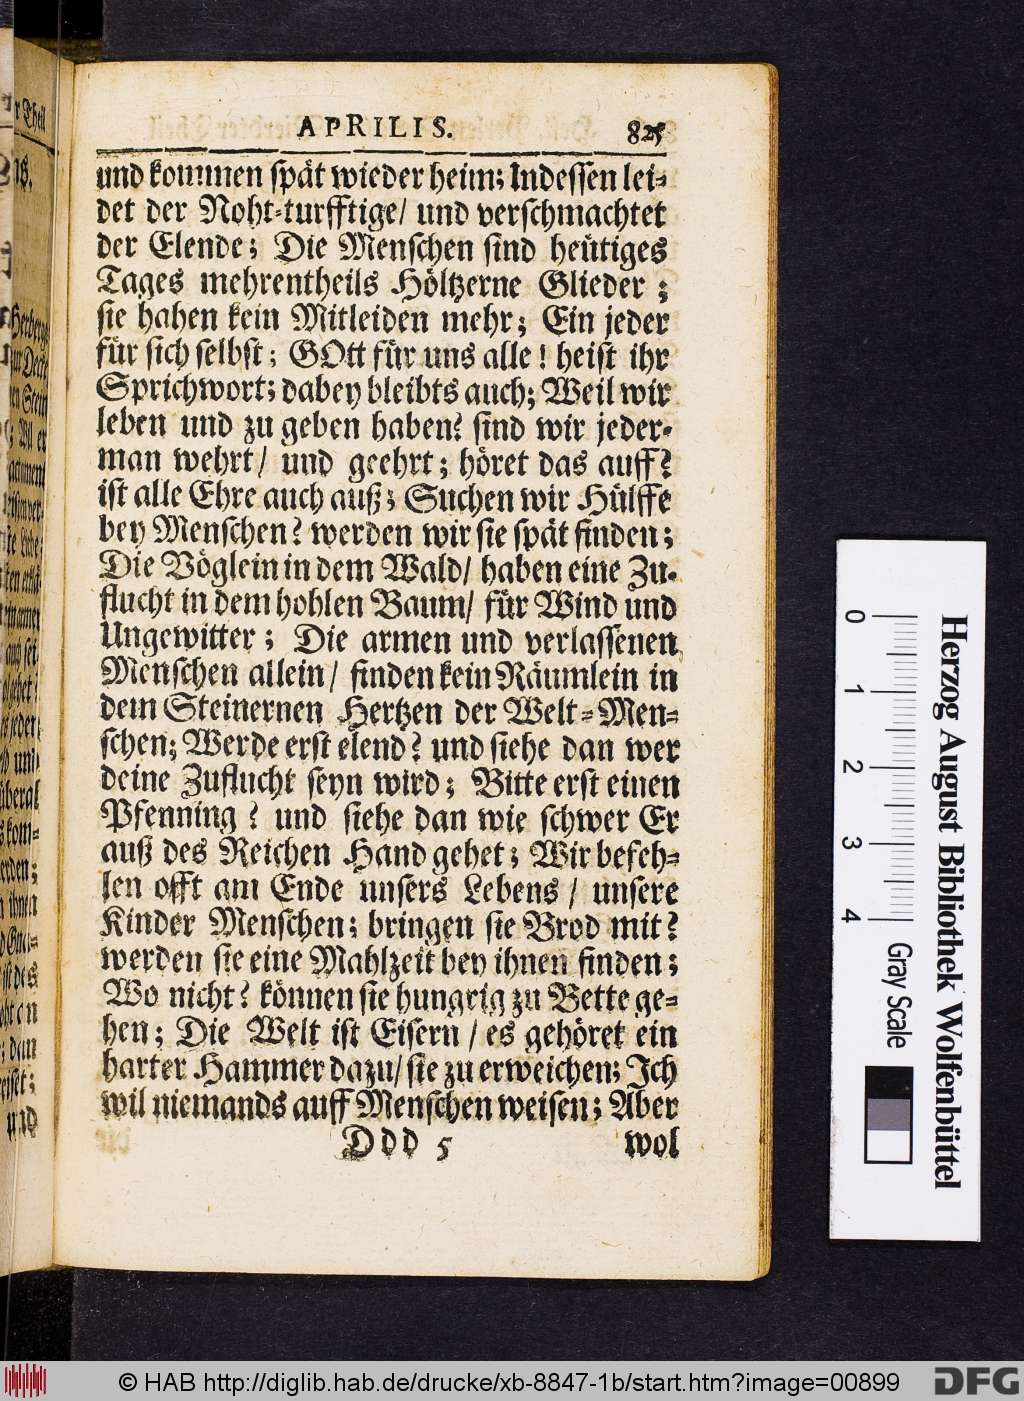 APRILIS. 825
und kommen spät wieder heim; Indessen lei-
det der Noht-turfftige/ und verschmachtet
der Elende; Die Menschen sind heütiges
Tages mehrentheils Höltzerne Glieder;
sie haben kein Mitleiden mehr; Ein jeder
für sich selbst; GOtt für uns alle! heist ihr
Sprichwort; dabey bleibts auch; Weil wir
leben und zu geben haben? sind wir jeder-
man wehrt/ und geehrt; höret das auff?
ist alle Ehre auch auß; Suchen wir Hülffe
bey Menschen? werden wir sie spät finden;
Die Vöglein in dem Wald/ haben eine Zu-
flucht in dem hohlen Baum/ für Wind und
Ungewitter; Die armen und verlassenen
Menschen allein/ finden kein Räumlein in
dem Steinernen Hertzen der Welt-Men-
schen; Werde erst elend? und siehe dan wer
deine Zuflucht seyn wird; Bitte erst einen
Pfenning? und siehe dan wie schwer Er
auß des Reichen Hand gehet; Wir befeh-
len offt am Ende unsers Lebens/ unsere
Kinder Menschen; bringen sie Brod mit?
werden sie eine Mahlzeit bey ihnen finden;
Wo nicht? können sie hungrig zu Bette ge-
hen; Die Welt ist Eisern/ es gehöret ein
harter Hammer dazu/ sie zu erweichen; Ich
wil niemands auff Menschen weisen; Aber
Ddd 5 wol
r Theil
Herzog August Bibliothek Wolfenbüttel
0 1 2 3 4 Gray Scale
© HAB http://diglib.hab.de/drucke/xb-8847-1b/start.htm?image=00899
DFG